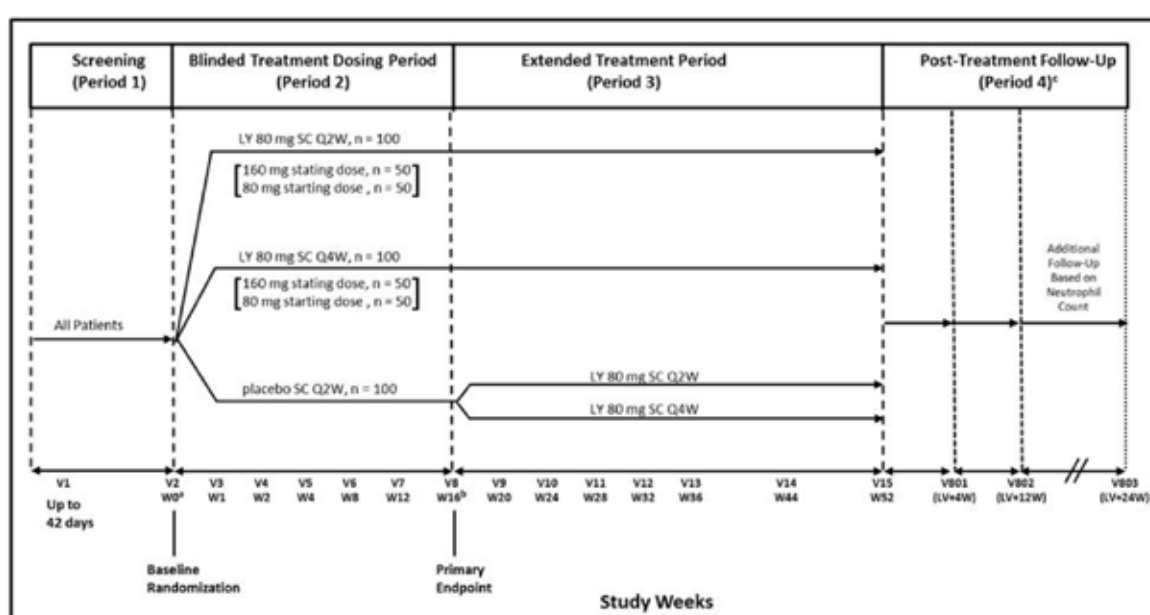 Screening
(Period 1)
Blinded Treatment Dosing Period
(Period 2)
Extended Treatment Period
(Period 3)
Post-Treatment Follow-Up
(Period 4)ᶜ
LY 80 mg SC Q2W, n = 100
160 mg stating dose, n = 50
80 mg starting dose , n = 50
LY 80 mg SC Q4W, n = 100
160 mg stating dose, n = 50
80 mg starting dose , n = 50
Additional
Follow-Up
Based on
Neutrophil
Count
All Patients
placebo SC Q2W, n = 100
LY 80 mg SC Q2W
LY 80 mg SC Q4W
V1 V2 V3 V4 V5 V6 V7 V8 V9 V10 V11 V12 V13 V14 V15 V801 V802 V803
W0ᵃ W1 W2 W4 W8 W12 W16ᵇ W20 W24 W28 W32 W36 W44 W52 (LV+4W) (LV+12W) (LV+24W)
Up to
42 days
Baseline
Randomization
Primary
Endpoint
Study Weeks